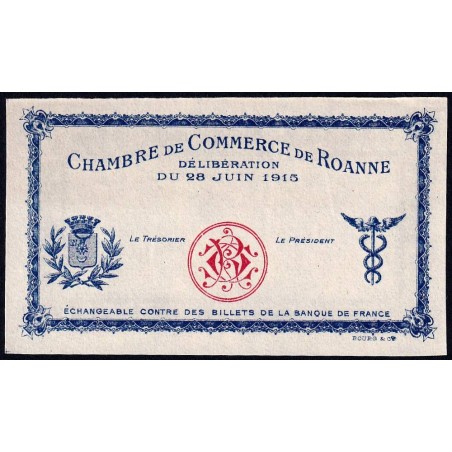 CHAMBRE DE COMMERCE DE ROANNE
DÉLIBÉRATION
DU 28 JUIN 1915
LE TRÉSORIER
LE PRÉSIDENT
ÉCHANGEABLE CONTRE DES BILLETS DE LA BANQUE DE FRANCE